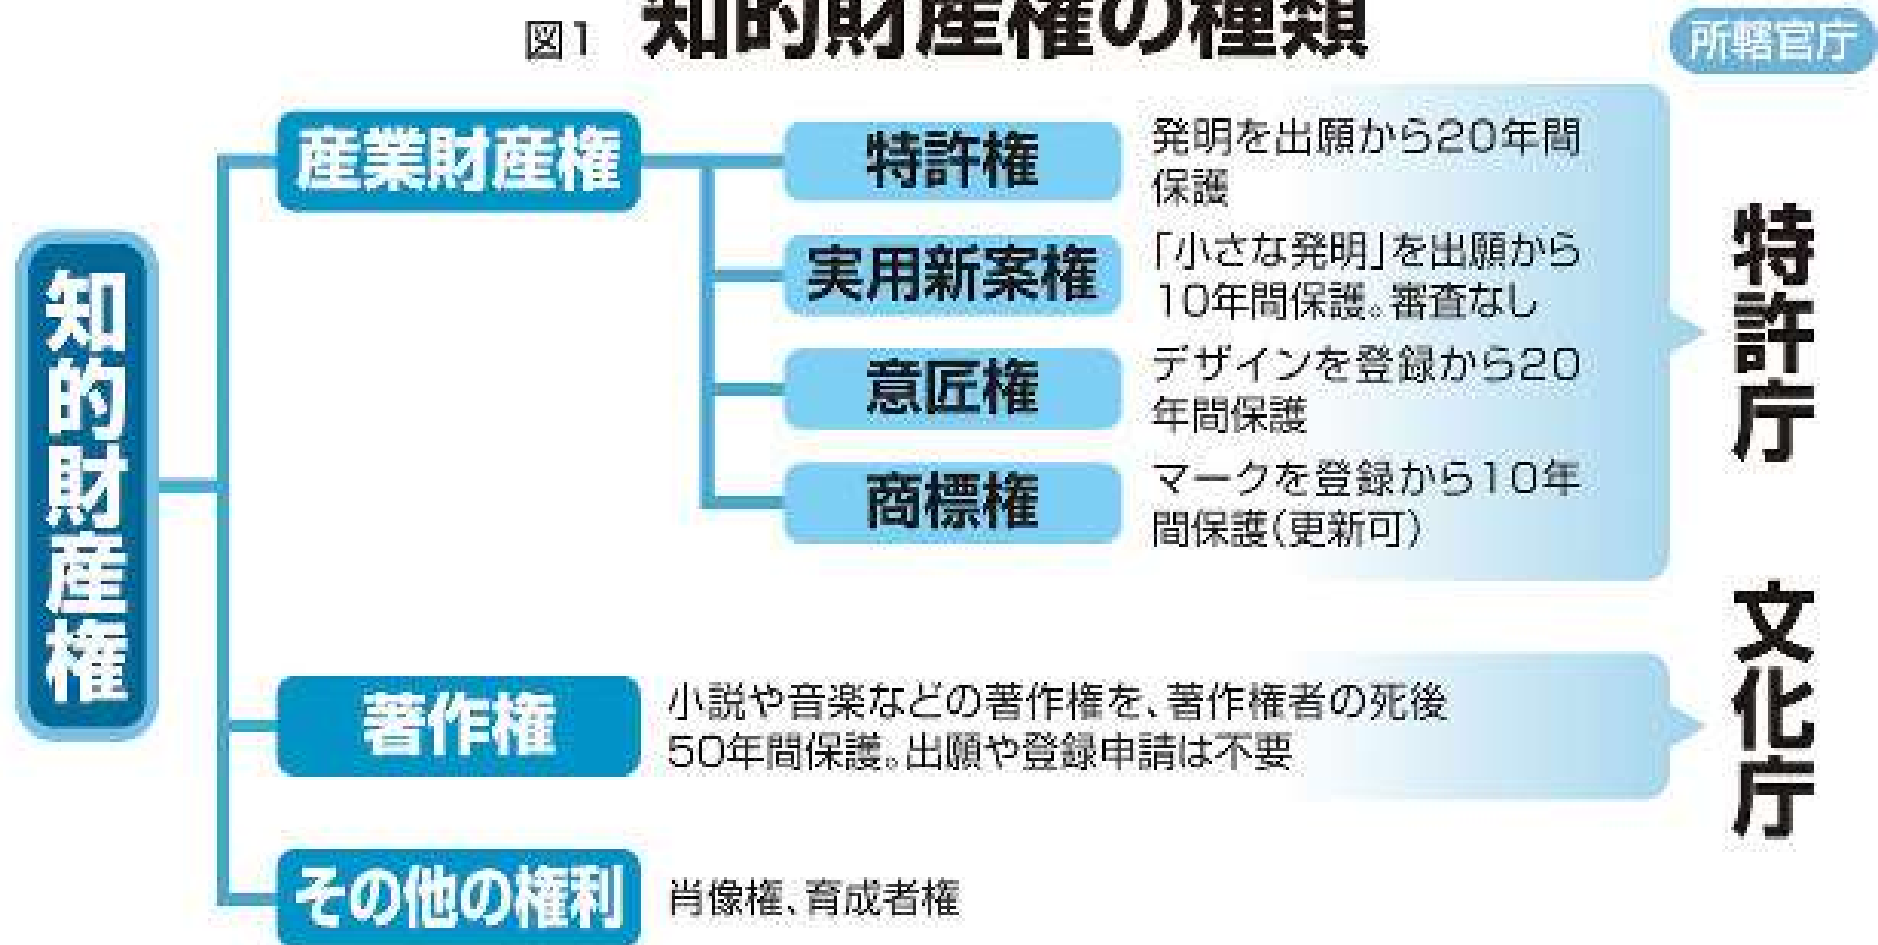 図1 知的財産権の種類
所轄官庁
知的財産権
産業財産権
特許権
発明を出願から20年間
保護
実用新案権
「小さな発明」を出願から
10年間保護。審査なし
意匠権
デザインを登録から20
年間保護
商標権
マークを登録から10年
間保護(更新可)
特許庁
著作権
小説や音楽などの著作権を、著作権者の死後
50年間保護。出願や登録申請は不要
文化庁
その他の権利
肖像権、育成者権